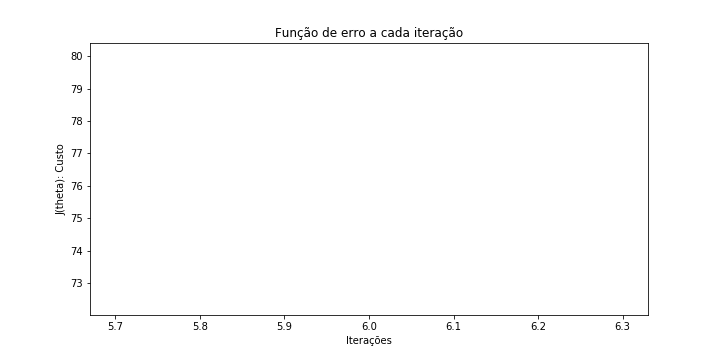 Função de erro a cada iteração
80
79
78
77
76
75
74
73
J(theta): Custo
5.7 5.8 5.9 6.0 6.1 6.2 6.3
Iterações